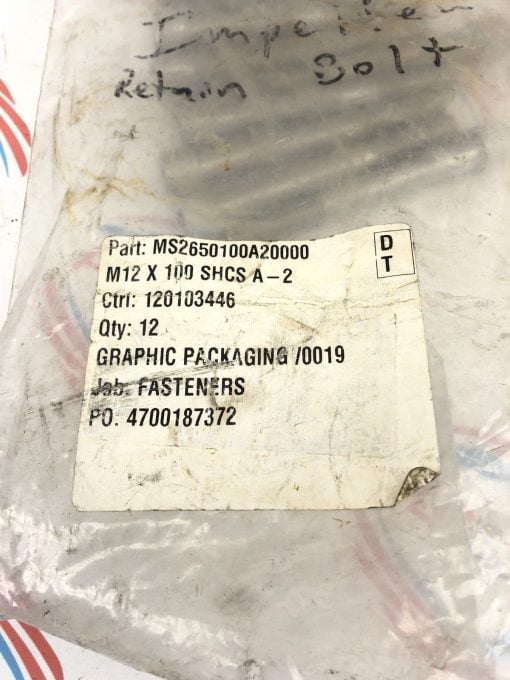 Impeller
Retain Bolt
Part: MS2650100A20000
D
T
M12 X 100 SHCS A-2
Ctrl: 120103446
Qty: 12
GRAPHIC PACKAGING /0019
Job: FASTENERS
PO. 4700187372